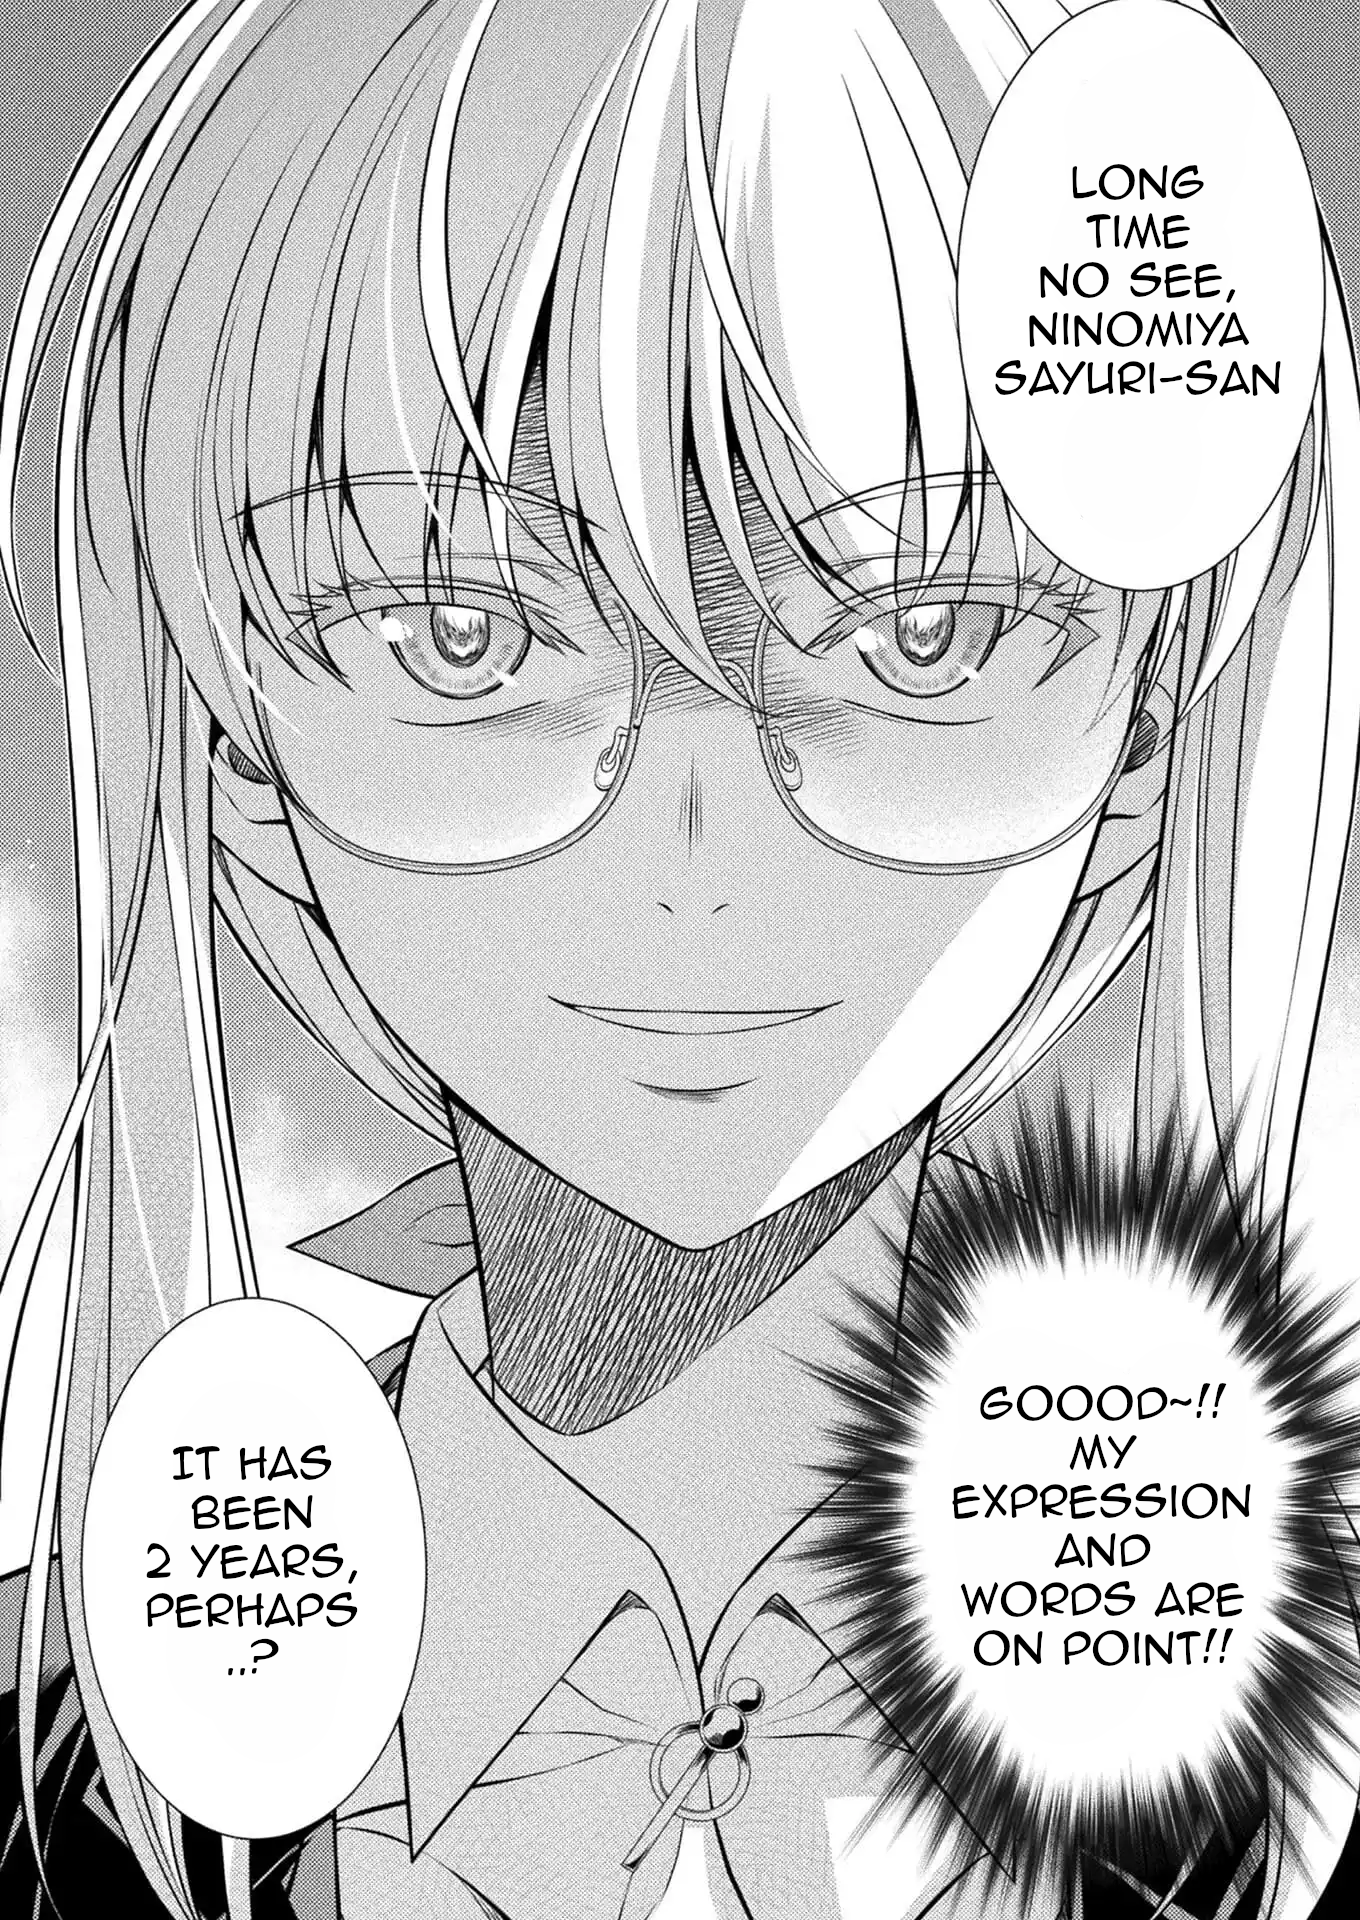 LONG
TIME
NO SEE,
NINOMIYA
SAYURI-SAN
GOOOD~!!
MY
EXPRESSION
AND
WORDS ARE
ON POINT!!
IT HAS
BEEN
2 YEARS,
PERHAPS
..?